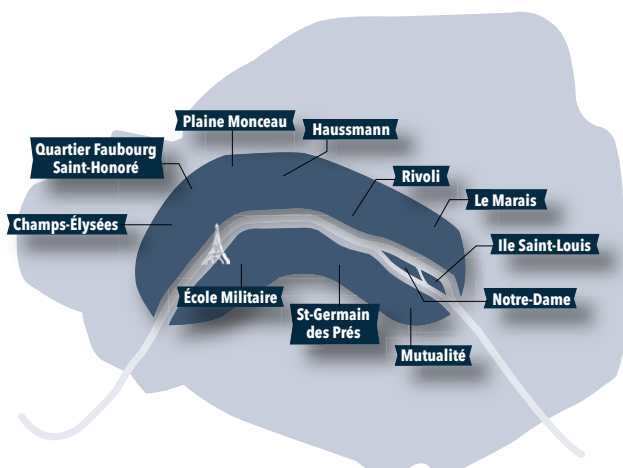 Plaine Monceau
Haussmann
Quartier Faubourg
Saint-Honoré
Rivoli
Le Marais
Champs-Élysées
Ile Saint-Louis
École Militaire
Notre-Dame
St-Germain
des Prés
Mutualité